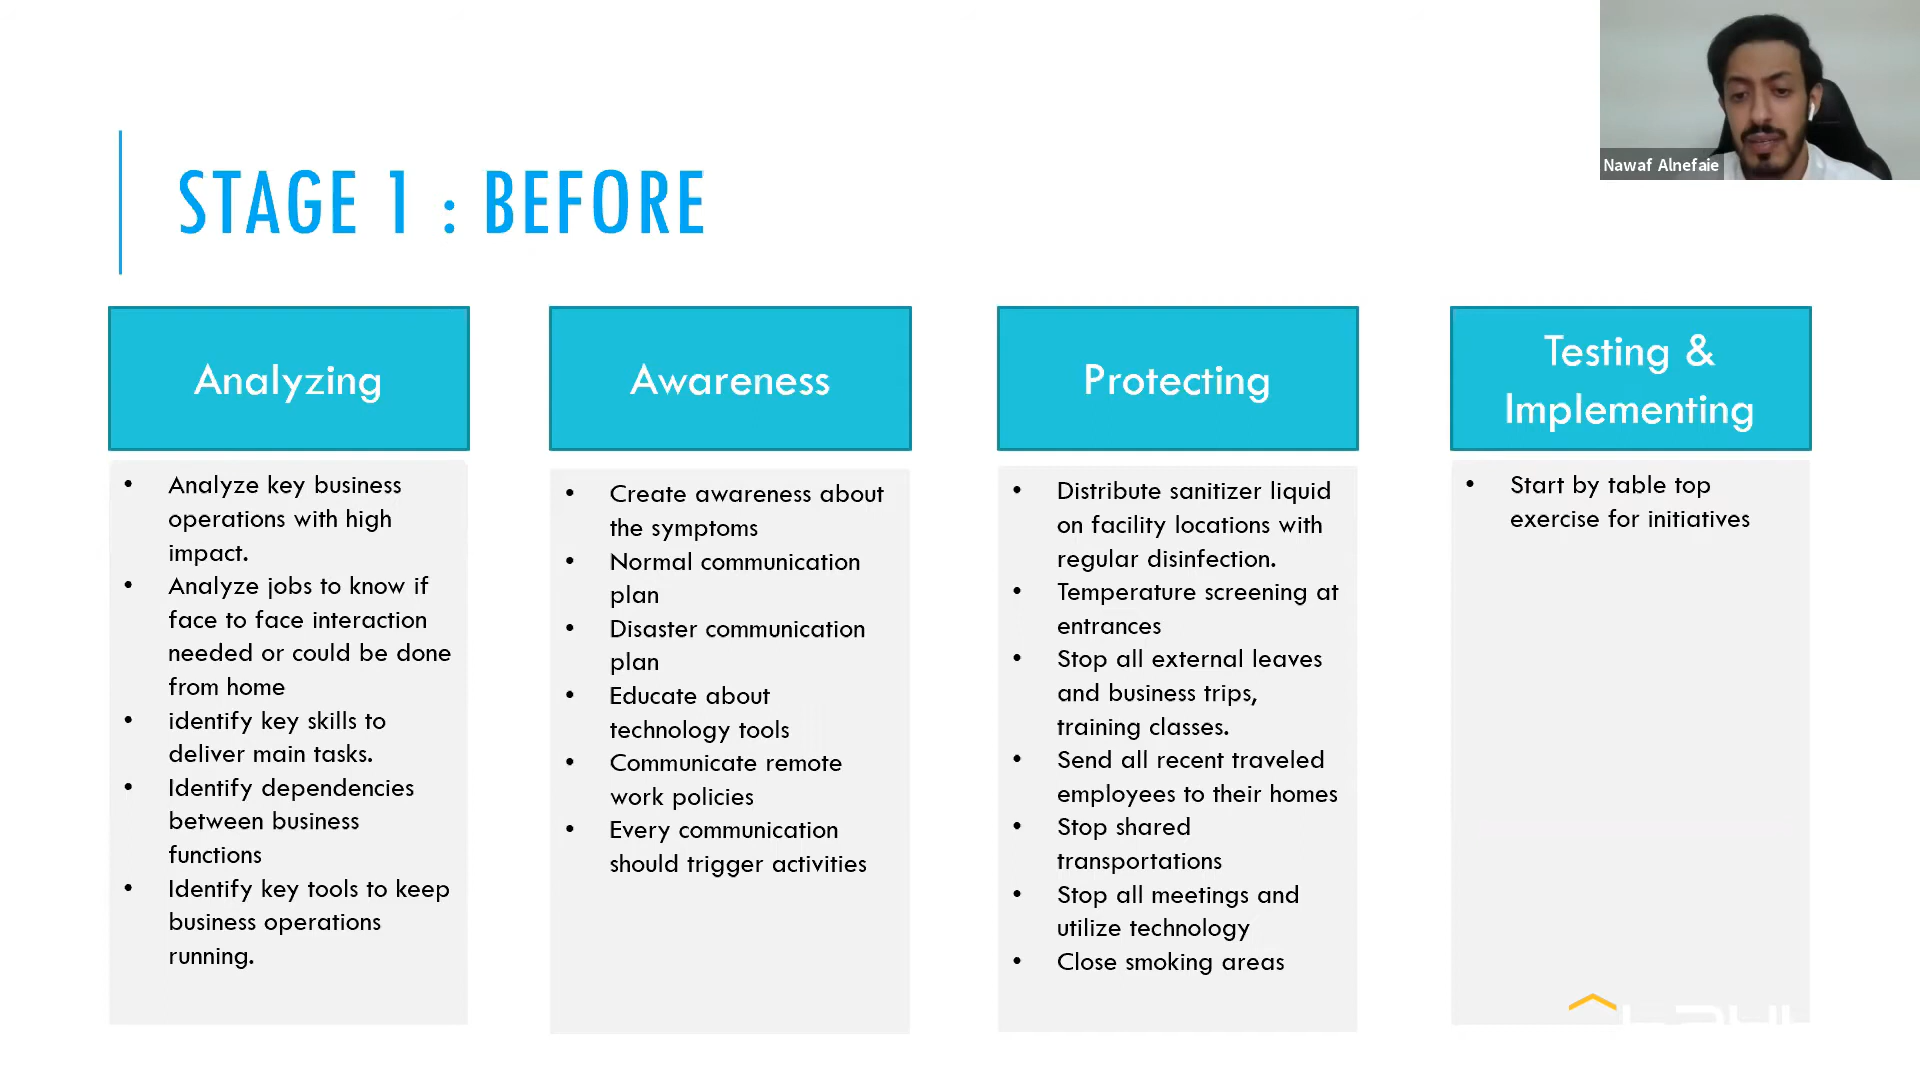 Nawaf Alnefaie
STAGE 1 : BEFORE
Analyzing
• Analyze key business
operations with high
impact.
• Analyze jobs to know if
face to face interaction
needed or could be done
from home
• identify key skills to
deliver main tasks.
• Identify dependencies
between business
functions
• Identify key tools to keep
business operations
running.
Awareness
• Create awareness about
the symptoms
• Normal communication
plan
• Disaster communication
plan
• Educate about
technology tools
• Communicate remote
work policies
• Every communication
should trigger activities
Protecting
• Distribute sanitizer liquid
on facility locations with
regular disinfection.
• Temperature screening at
entrances
• Stop all external leaves
and business trips,
training classes.
• Send all recent traveled
employees to their homes
• Stop shared
transportations
• Stop all meetings and
utilize technology
• Close smoking areas
Testing &
Implementing
• Start by table top
exercise for initiatives